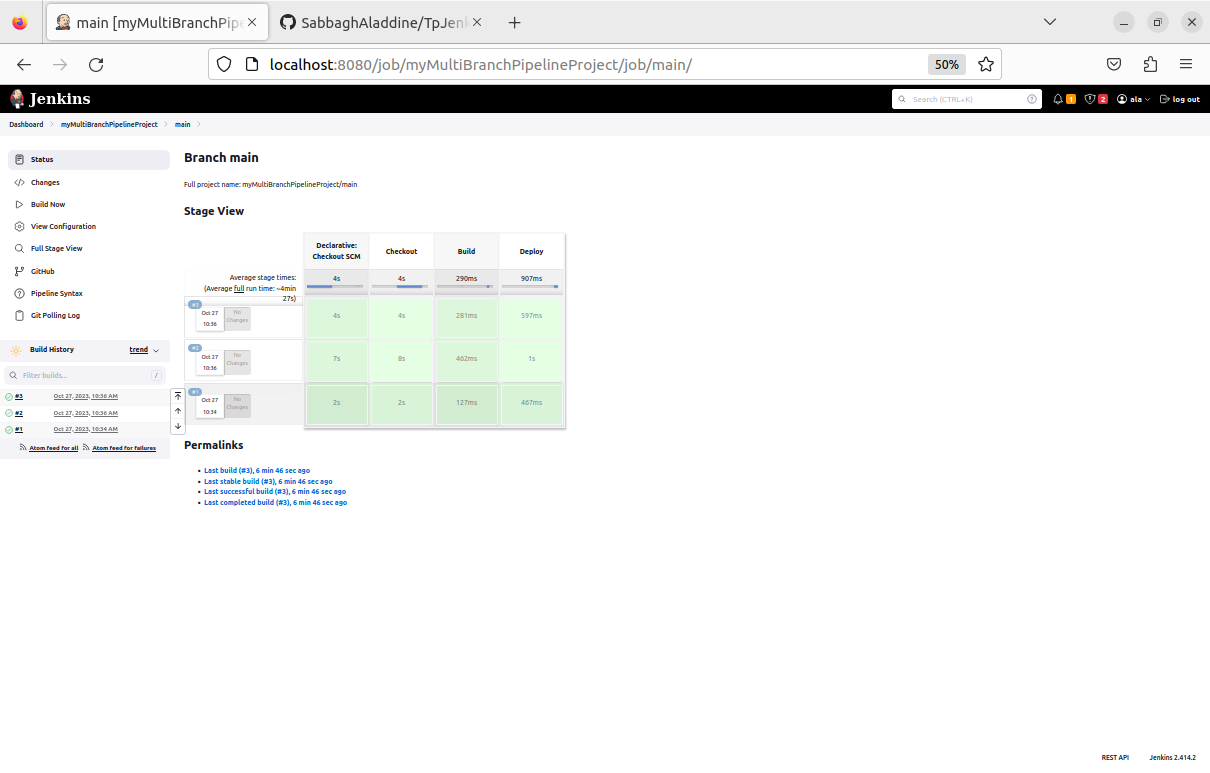 main [myMultiBranchPipe
SabbaghAladdine/TpJenl
localhost:8080/job/myMultiBranchPipelineProject/job/main/
50%
Jenkins
Search (CTRL+K)
1
2
ala
log out
Dashboard
myMultiBranchPipelineProject
main
Status
Changes
Build Now
View Configuration
Full Stage View
GitHub
Pipeline Syntax
Git Polling Log
Build History
trend
Filter builds...
/
#3 Oct 27, 2023, 10:36 AM
#2 Oct 27, 2023, 10:36 AM
#1 Oct 27, 2023, 10:34 AM
Atom feed for all
Atom feed for failures
Branch main
Full project name: myMultiBranchPipelineProject/main
Stage View
Declarative:
Checkout SCM
Checkout
Build
Deploy
Average stage times:
(Average full run time: ~4min
27s)
4s
4s
290ms
907ms
#3
Oct 27
10:36
No
Changes
4s
4s
281ms
597ms
#2
Oct 27
10:36
No
Changes
7s
8s
462ms
1s
#1
Oct 27
10:34
No
Changes
2s
2s
127ms
467ms
Permalinks
Last build (#3), 6 min 46 sec ago
Last stable build (#3), 6 min 46 sec ago
Last successful build (#3), 6 min 46 sec ago
Last completed build (#3), 6 min 46 sec ago
REST API
Jenkins 2.414.2